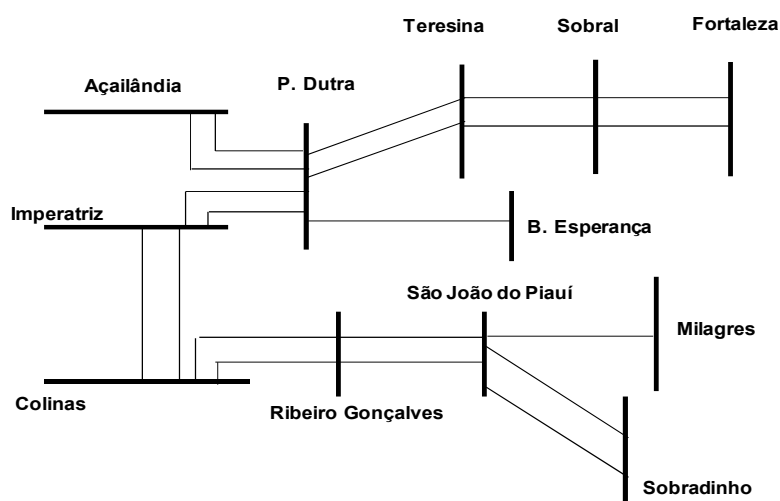 Teresina
Sobral
Fortaleza
Açailândia
P. Dutra
Imperatriz
B. Esperança
São João do Piauí
Milagres
Colinas
Ribeiro Gonçalves
Sobradinho